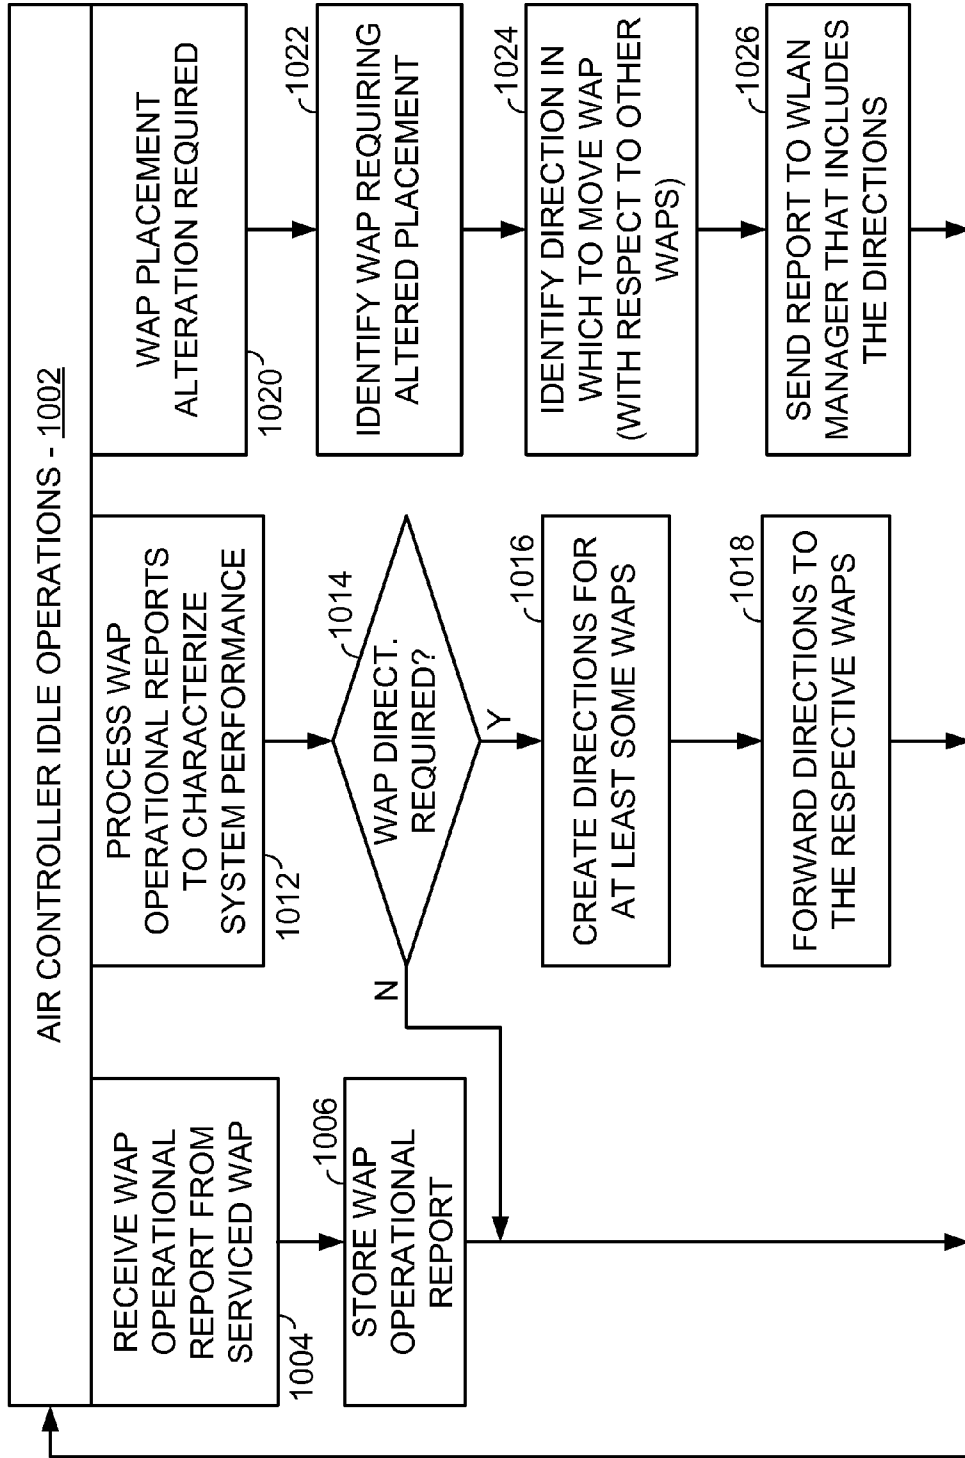 AIR CONTROLLER IDLE OPERATIONS - 1002
RECEIVE WAP
OPERATIONAL
REPORT FROM
SERVICED WAP
1004
STORE WAP
OPERATIONAL
REPORT
1006
PROCESS WAP
OPERATIONAL REPORTS
TO CHARACTERIZE
SYSTEM PERFORMANCE
1012
WAP DIRECT.
REQUIRED?
1014
N
Y
CREATE DIRECTIONS FOR
AT LEAST SOME WAPS
1016
FORWARD DIRECTIONS TO
THE RESPECTIVE WAPS
1018
WAP PLACEMENT
ALTERATION REQUIRED
1020
IDENTIFY WAP REQUIRING
ALTERED PLACEMENT
1022
IDENTIFY DIRECTION IN
WHICH TO MOVE WAP
(WITH RESPECT TO OTHER
WAPS)
1024
SEND REPORT TO WLAN
MANAGER THAT INCLUDES
THE DIRECTIONS
1026